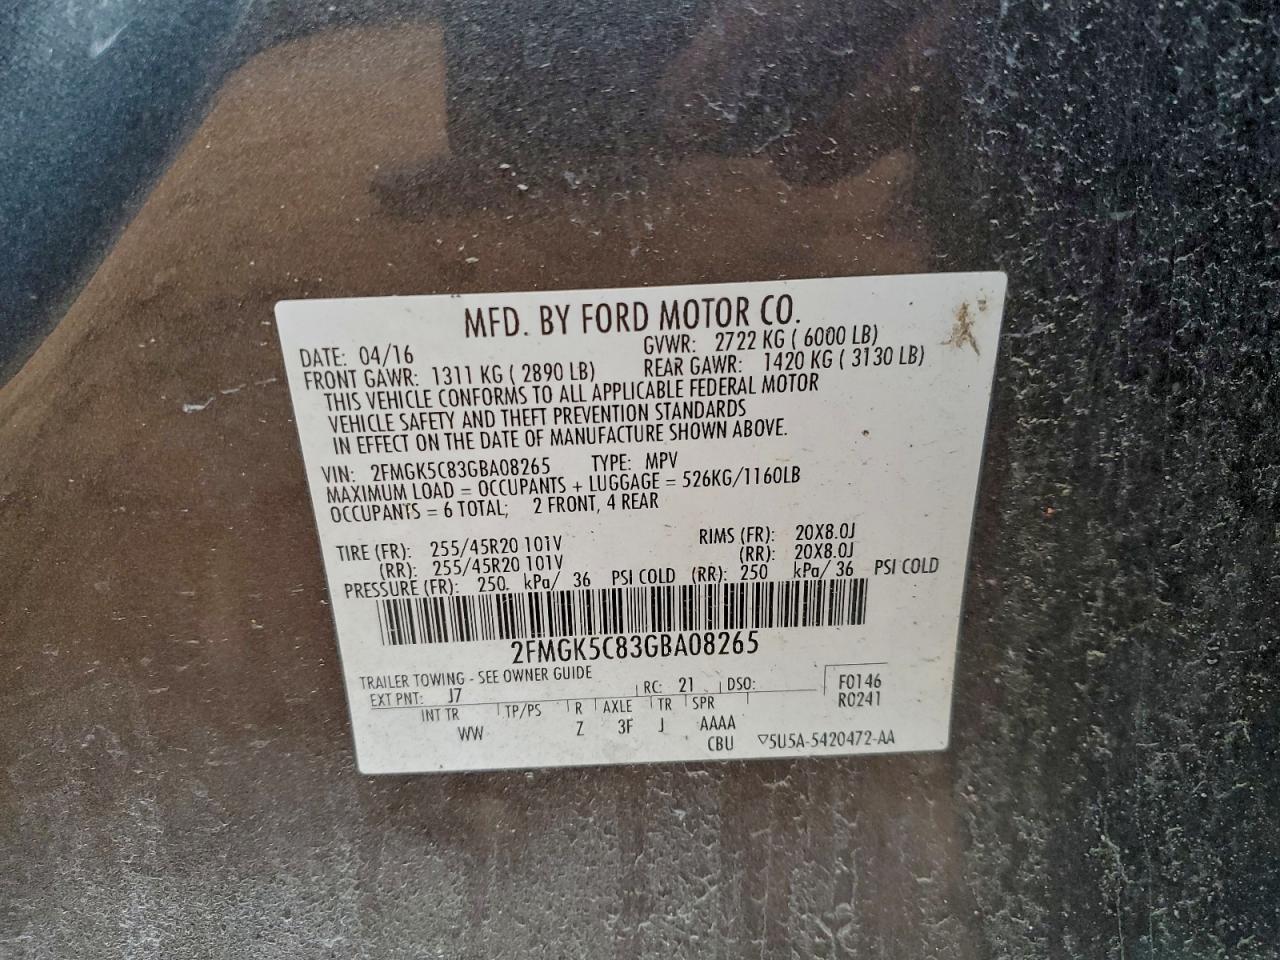 MFD. BY FORD MOTOR CO.
DATE: 04/16 GVWR: 2722 KG ( 6000 LB)
FRONT GAWR: 1311 KG ( 2890 LB) REAR GAWR: 1420 KG ( 3130 LB)
THIS VEHICLE CONFORMS TO ALL APPLICABLE FEDERAL MOTOR
VEHICLE SAFETY AND THEFT PREVENTION STANDARDS
IN EFFECT ON THE DATE OF MANUFACTURE SHOWN ABOVE.
VIN: 2FMGK5C83GBA08265 TYPE: MPV
MAXIMUM LOAD = OCCUPANTS + LUGGAGE = 526KG/1160LB
OCCUPANTS = 6 TOTAL; 2 FRONT, 4 REAR
TIRE (FR): 255/45R20 101V RIMS (FR): 20X8.0J
(RR): 255/45R20 101V (RR): 20X8.0J
PRESSURE (FR): 250. kPa/ 36 PSI COLD (RR): 250 kPa/ 36 PSI COLD
2FMGK5C83GBA08265
TRAILER TOWING - SEE OWNER GUIDE
EXT PNT: J7 RC: 21 DSO: F0146
R0241
INT TR TP/PS R AXLE TR SPR
WW Z 3F J AAAA
CBU ▽5U5A-5420472-AA